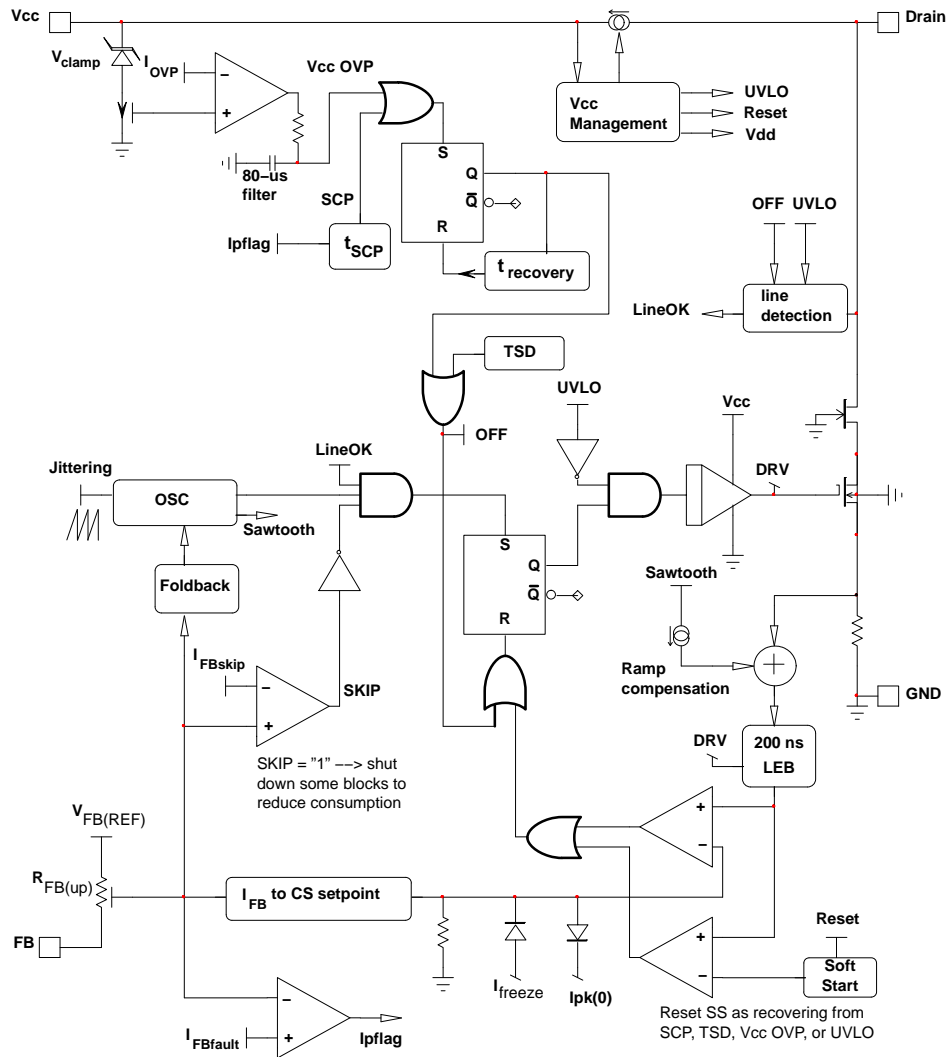 Vcc
Drain
Vclamp
IOVP
−
+
Vcc OVP
80−us
filter
SCP
Ipflag
tSCP
S
Q
Q
R
trecovery
Vcc
Management
UVLO
Reset
Vdd
OFF UVLO
LineOK
line
detection
TSD
OFF
UVLO
Vcc
DRV
LineOK
Jittering
OSC
Sawtooth
Foldback
S
Q
Q
R
Sawtooth
Ramp
compensation
+
GND
IFBskip
−
+
SKIP
SKIP = ”1” −−> shut
down some blocks to
reduce consumption
DRV
200 ns
LEB
VFB(REF)
RFB(up)
FB
IFB to CS setpoint
+
−
Ifreeze
Ipk(0)
+
−
Reset
Soft
Start
Reset SS as recovering from
SCP, TSD, Vcc OVP, or UVLO
−
+
IFBfault
Ipflag